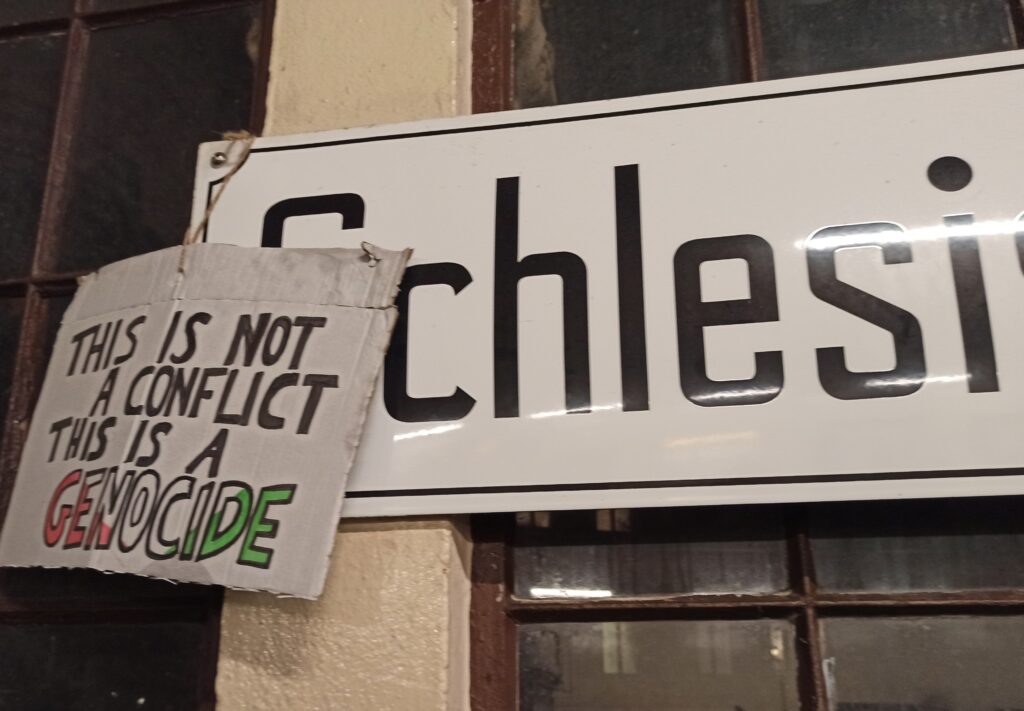 THIS IS NOT
A CONFLICT
THIS IS A
GENOCIDE
Schlesi